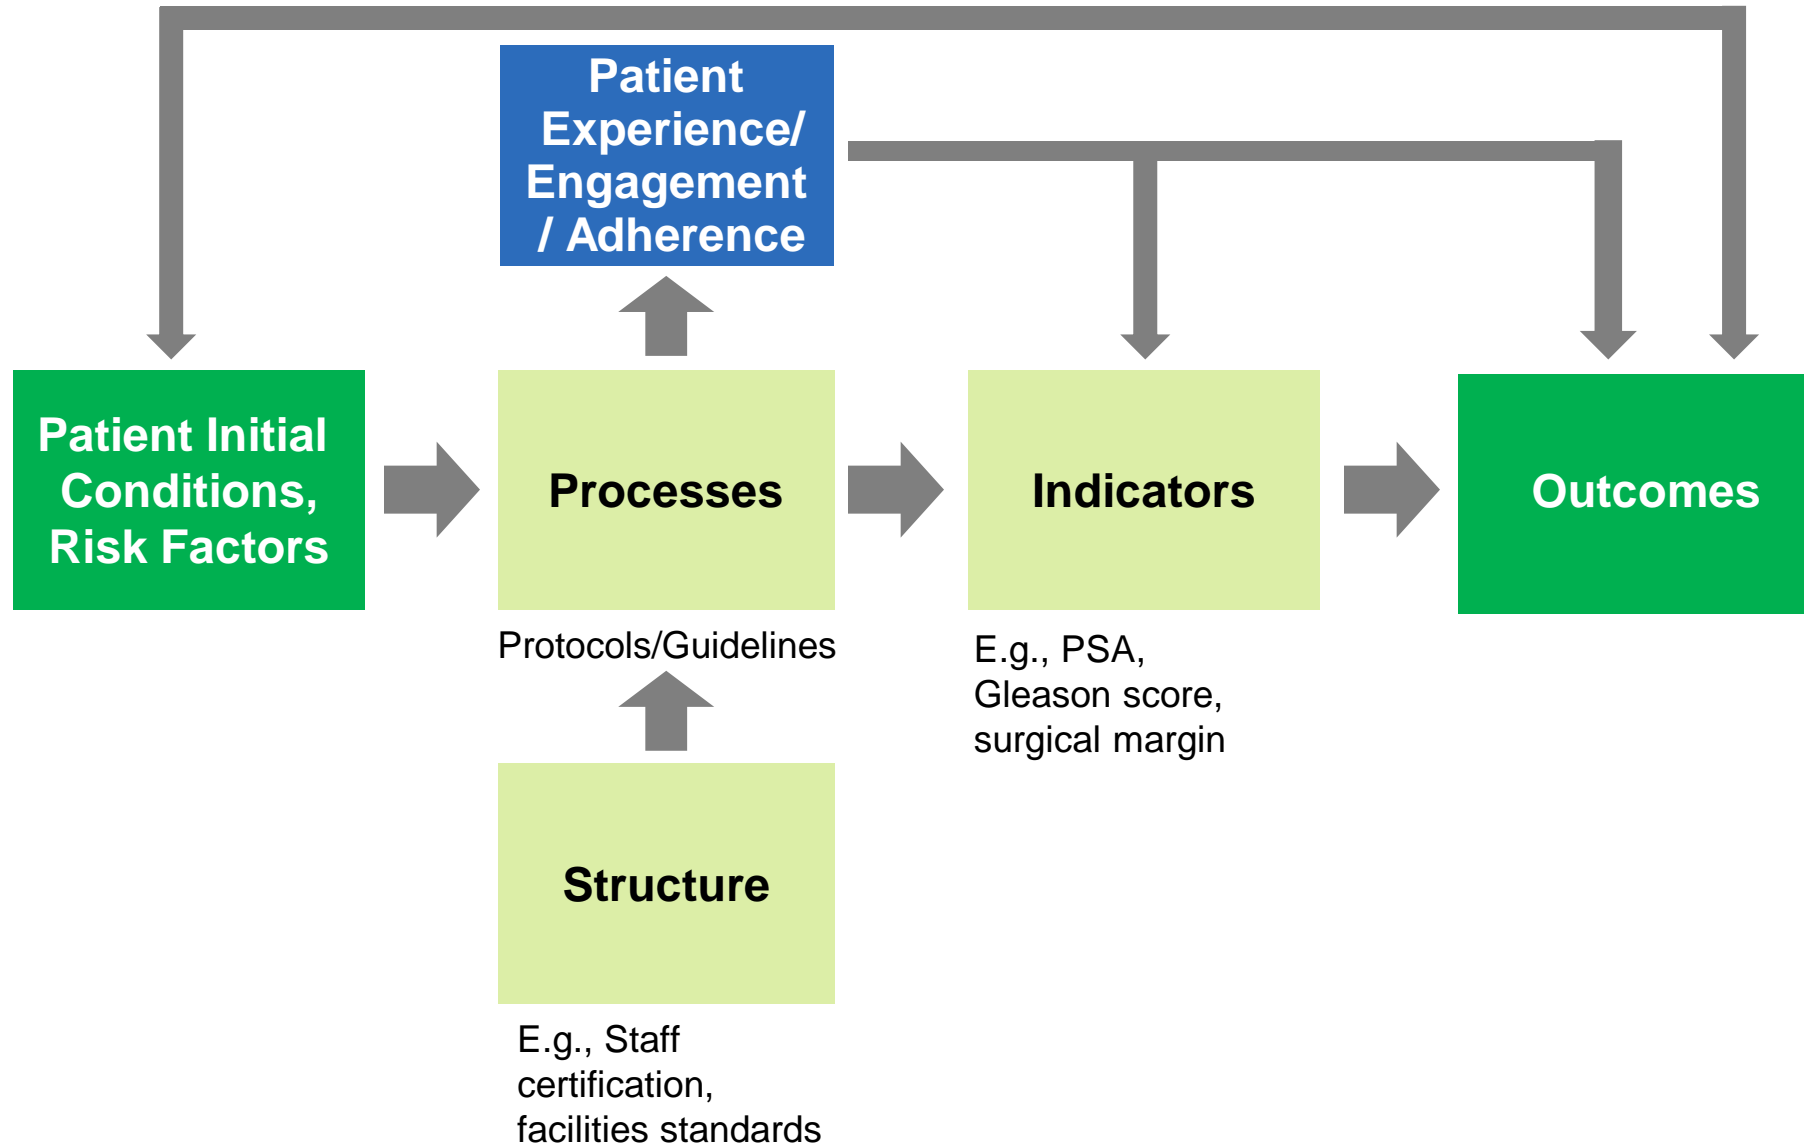 Patient
Experience/
Engagement
/ Adherence
Patient Initial
Conditions,
Risk Factors
Processes
Indicators
Outcomes
Protocols/Guidelines
E.g., PSA,
Gleason score,
surgical margin
Structure
E.g., Staff
certification,
facilities standards